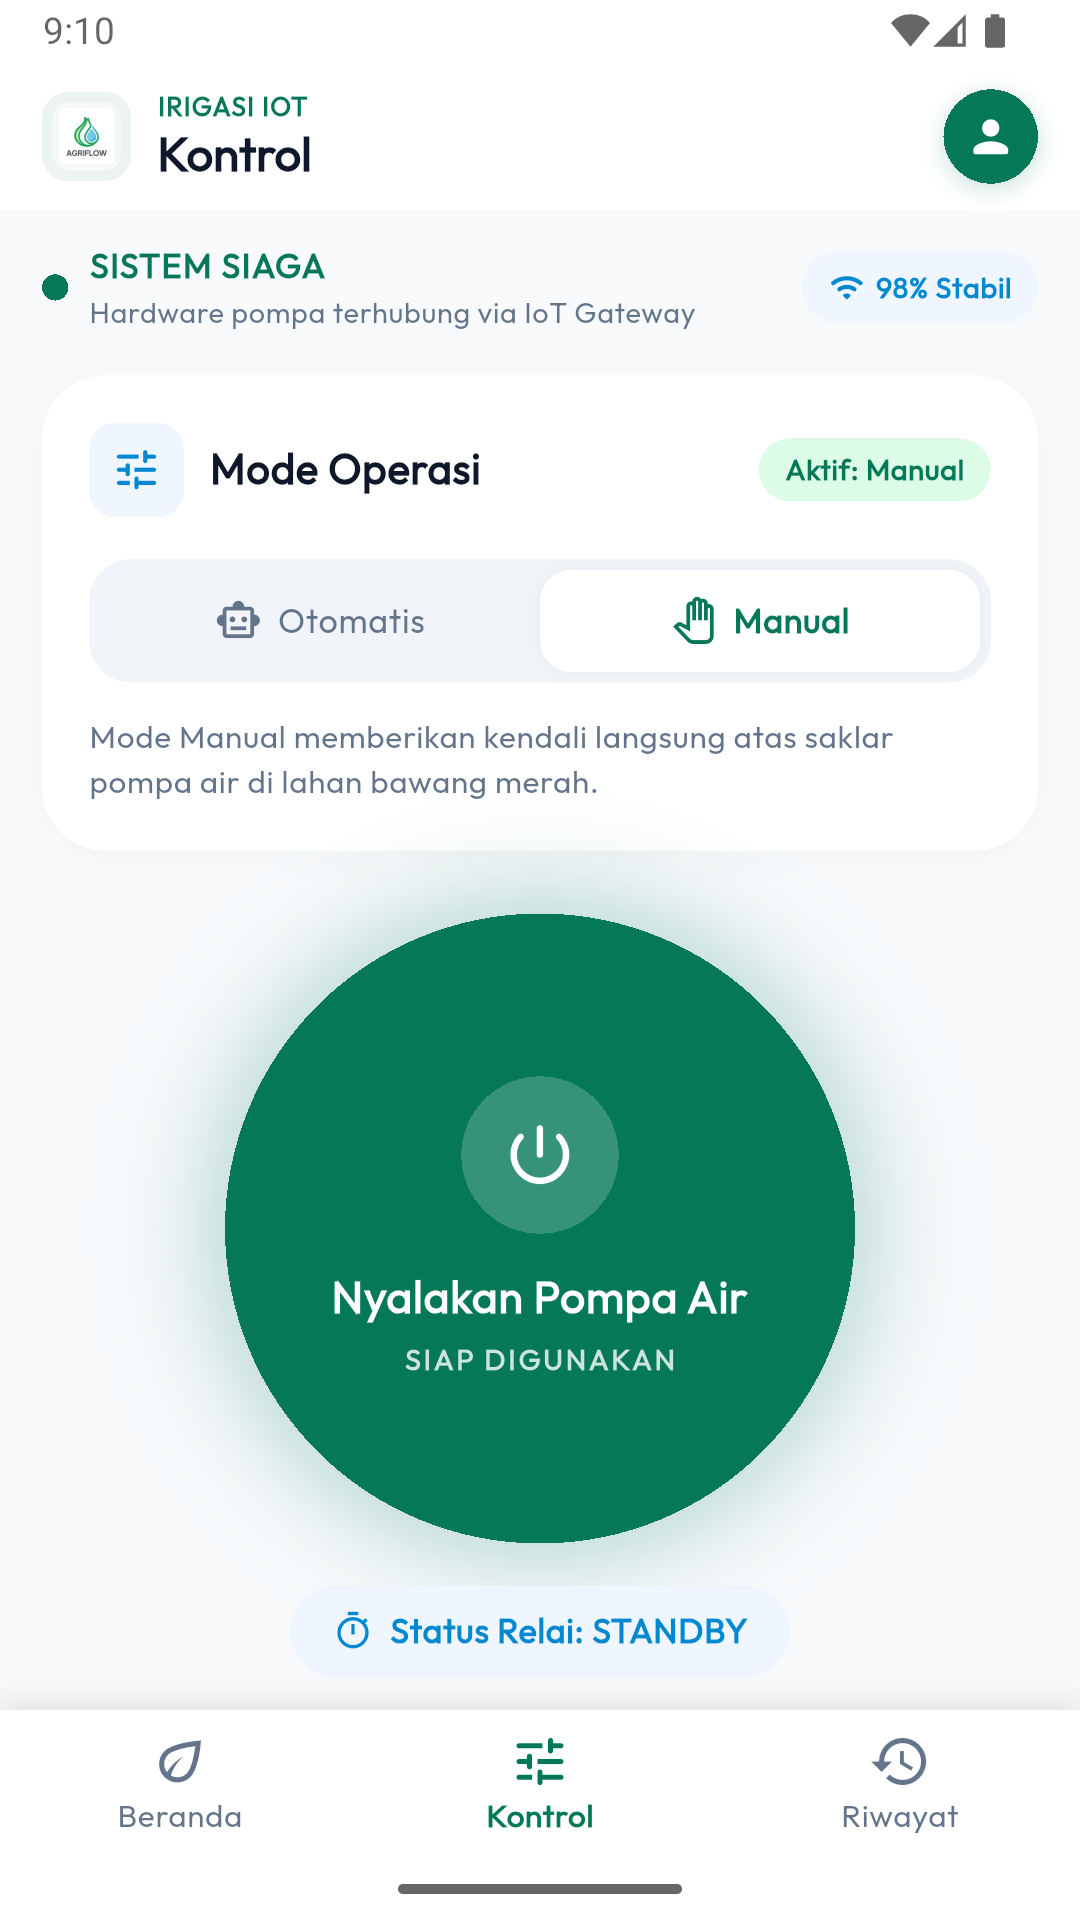 9:10
AGRIFLOW
IRIGASI IOT
Kontrol
SISTEM SIAGA
Hardware pompa terhubung via IoT Gateway
98% Stabil
Mode Operasi
Aktif: Manual
Otomatis
Manual
Mode Manual memberikan kendali langsung atas saklar
pompa air di lahan bawang merah.
Nyalakan Pompa Air
SIAP DIGUNAKAN
Status Relai: STANDBY
Beranda
Kontrol
Riwayat